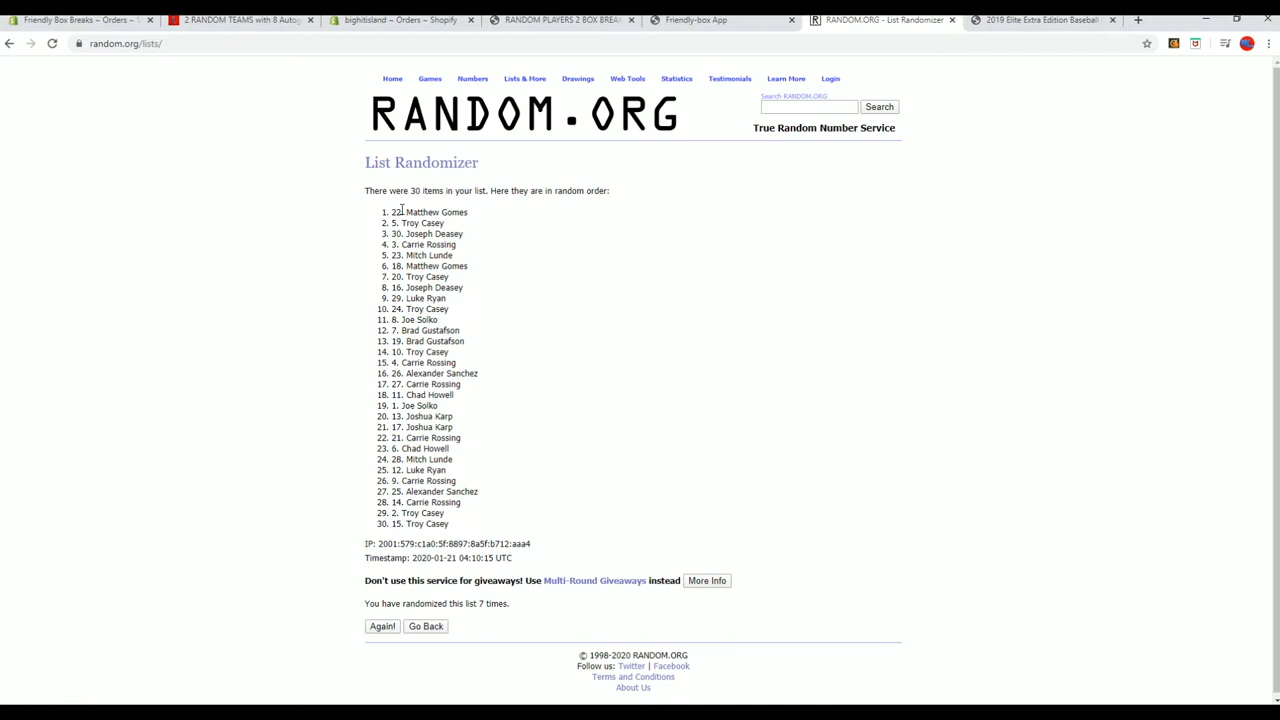 Friendly Box Breaks ~ Orders ~ S
2 RANDOM TEAMS with 8 Autog
bighitisland ~ Orders ~ Shopify
RANDOM PLAYERS 2 BOX BREA
Friendly-box App
RANDOM.ORG - List Randomizer
2019 Elite Extra Edition Baseball
random.org/lists/
Home Games Numbers Lists & More Drawings Web Tools Statistics Testimonials Learn More Login
Search RANDOM.ORG
RANDOM.ORG
Search
True Random Number Service
List Randomizer
There were 30 items in your list. Here they are in random order:
1. 22. Matthew Gomes
2. 5. Troy Casey
3. 30. Joseph Deasey
4. 3. Carrie Rossing
5. 23. Mitch Lunde
6. 18. Matthew Gomes
7. 20. Troy Casey
8. 16. Joseph Deasey
9. 29. Luke Ryan
10. 24. Troy Casey
11. 8. Joe Solko
12. 7. Brad Gustafson
13. 19. Brad Gustafson
14. 10. Troy Casey
15. 4. Carrie Rossing
16. 26. Alexander Sanchez
17. 27. Carrie Rossing
18. 11. Chad Howell
19. 1. Joe Solko
20. 13. Joshua Karp
21. 17. Joshua Karp
22. 21. Carrie Rossing
23. 6. Chad Howell
24. 28. Mitch Lunde
25. 12. Luke Ryan
26. 9. Carrie Rossing
27. 25. Alexander Sanchez
28. 14. Carrie Rossing
29. 2. Troy Casey
30. 15. Troy Casey
IP: 2001:579:c1a0:5f:8897:8a5f:b712:aaa4
Timestamp: 2020-01-21 04:10:15 UTC
Don't use this service for giveaways! Use Multi-Round Giveaways instead More Info
You have randomized this list 7 times.
Again! Go Back
© 1998-2020 RANDOM.ORG
Follow us: Twitter | Facebook
Terms and Conditions
About Us